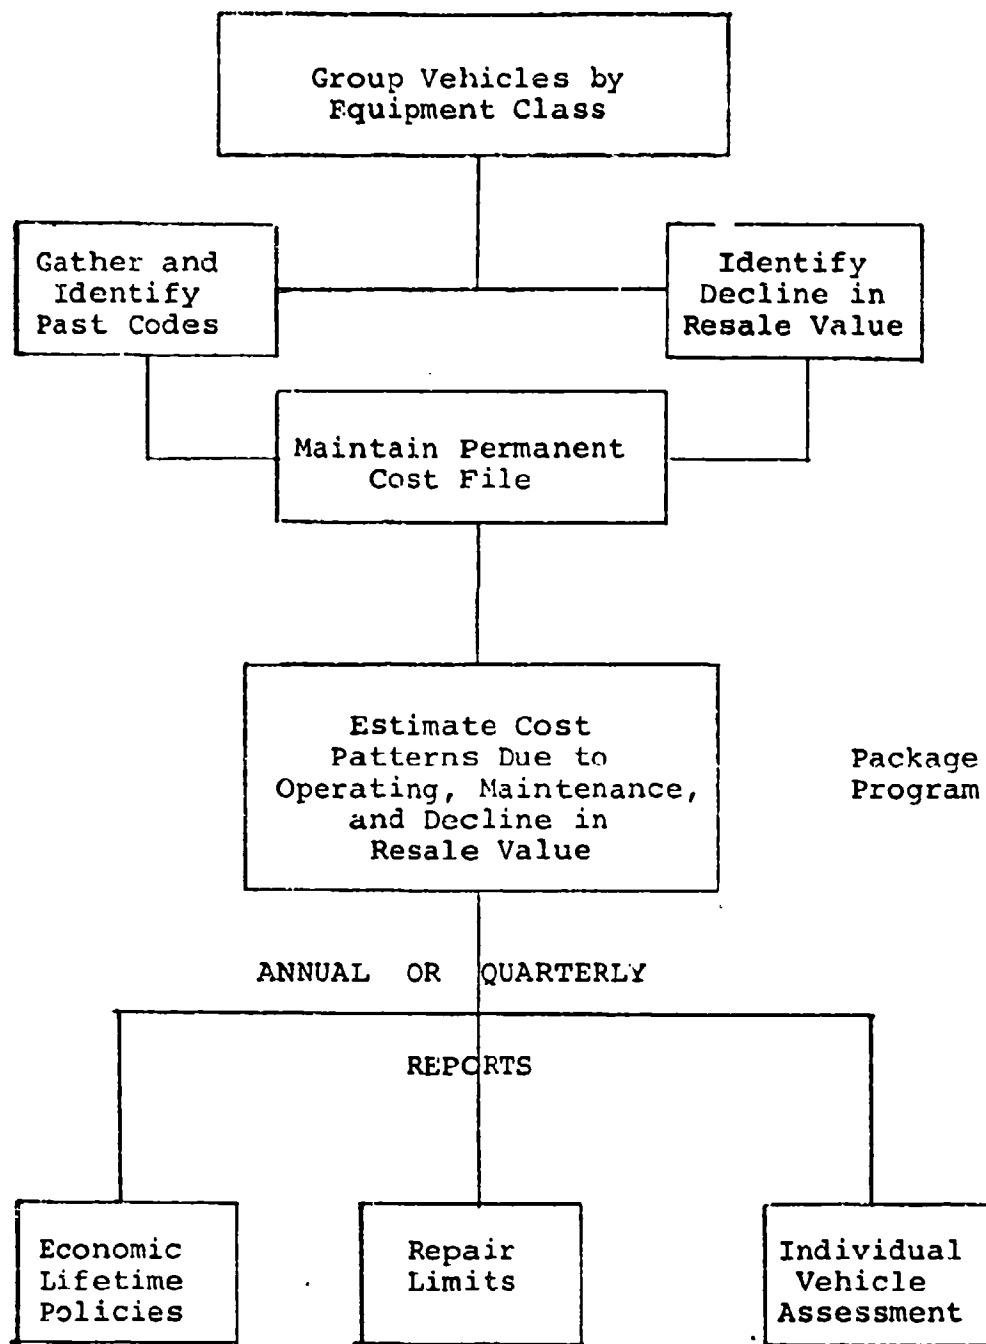 Group Vehicles by
Equipment Class
Gather and
Identify
Past Codes
Identify
Decline in
Resale Value
Maintain Permanent
Cost File
Estimate Cost
Patterns Due to
Operating, Maintenance,
and Decline in
Resale Value
Package
Program
ANNUAL OR QUARTERLY
REPORTS
Economic
Lifetime
Policies
Repair
Limits
Individual
Vehicle
Assessment